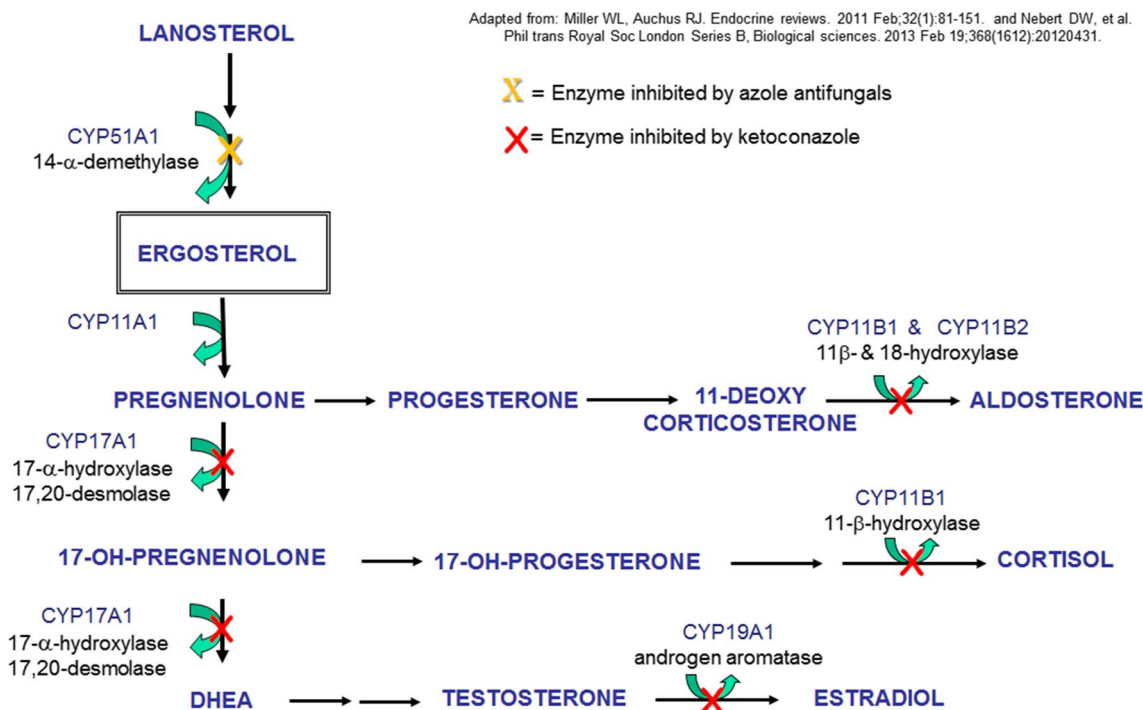 Adapted from: Miller WL, Auchus RJ. Endocrine reviews. 2011 Feb;32(1):81-151. and Nebert DW, et al.
Phil trans Royal Soc London Series B, Biological sciences. 2013 Feb 19;368(1612):20120431.
LANOSTEROL
X = Enzyme inhibited by azole antifungals
X = Enzyme inhibited by ketoconazole
CYP51A1
14-α-demethylase
ERGOSTEROL
CYP11A1
CYP11B1 & CYP11B2
11β- & 18-hydroxylase
PREGNENOLONE
PROGESTERONE
11-DEOXY
CORTICOSTERONE
ALDOSTERONE
CYP17A1
17-α-hydroxylase
17,20-desmolase
CYP11B1
11-β-hydroxylase
17-OH-PREGNENOLONE
17-OH-PROGESTERONE
CORTISOL
CYP17A1
17-α-hydroxylase
17,20-desmolase
CYP19A1
androgen aromatase
DHEA
TESTOSTERONE
ESTRADIOL